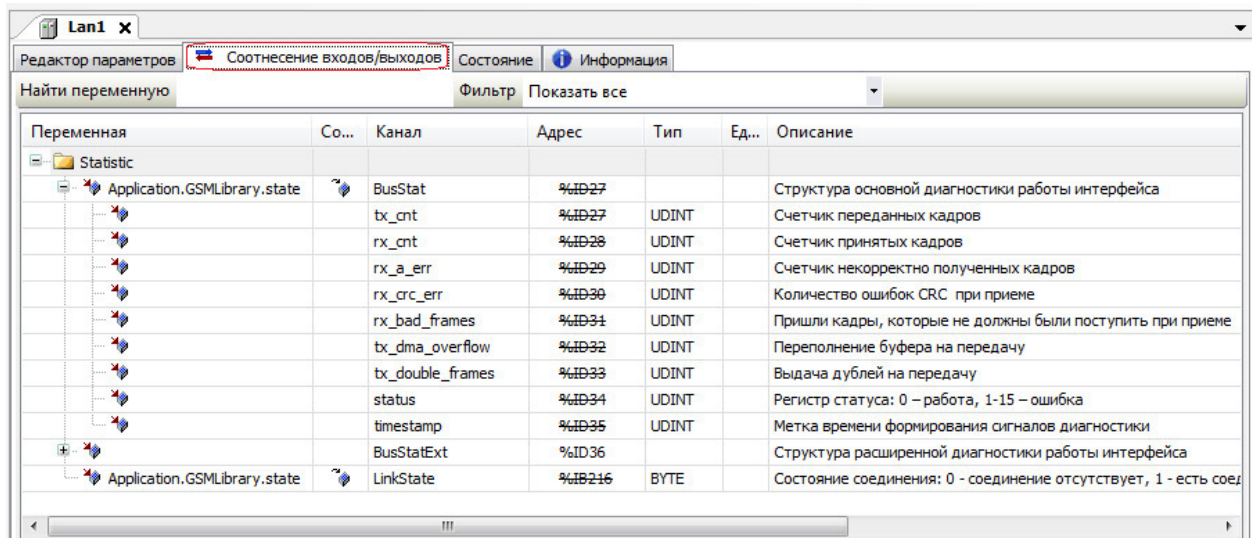 Lan1
Редактор параметров Соотнесение входов/выходов Состояние Информация
Найти переменную Фильтр Показать все
Переменная Со... Канал Адрес Тип Ед... Описание
Statistic
Application.GSMLibrary.state BusStat %ID27 Структура основной диагностики работы интерфейса
tx_cnt %ID27 UDINT Счетчик переданных кадров
rx_cnt %ID28 UDINT Счетчик принятых кадров
rx_a_err %ID29 UDINT Счетчик некорректно полученных кадров
rx_crc_err %ID30 UDINT Количество ошибок CRC при приеме
rx_bad_frames %ID31 UDINT Пришли кадры, которые не должны были поступить при приеме
tx_dma_overflow %ID32 UDINT Переполнение буфера на передачу
tx_double_frames %ID33 UDINT Выдача дублей на передачу
status %ID34 UDINT Регистр статуса: 0 – работа, 1-15 – ошибка
timestamp %ID35 UDINT Метка времени формирования сигналов диагностики
BusStatExt %ID36 Структура расширенной диагностики работы интерфейса
Application.GSMLibrary.state LinkState %IB216 BYTE Состояние соединения: 0 - соединение отсутствует, 1 - есть соед